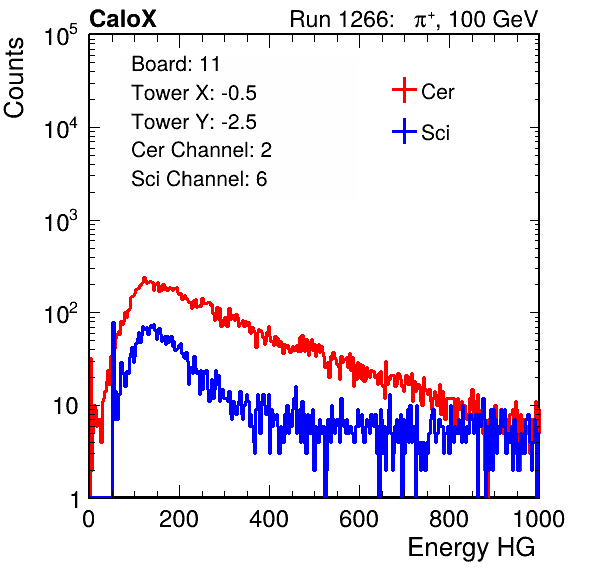 CaloX Run 1266: π⁺, 100 GeV
Counts
10⁵
10⁴
10³
10²
10
1
Board: 11
Tower X: -0.5
Tower Y: -2.5
Cer Channel: 2
Sci Channel: 6
Cer
Sci
0 200 400 600 800 1000
Energy HG